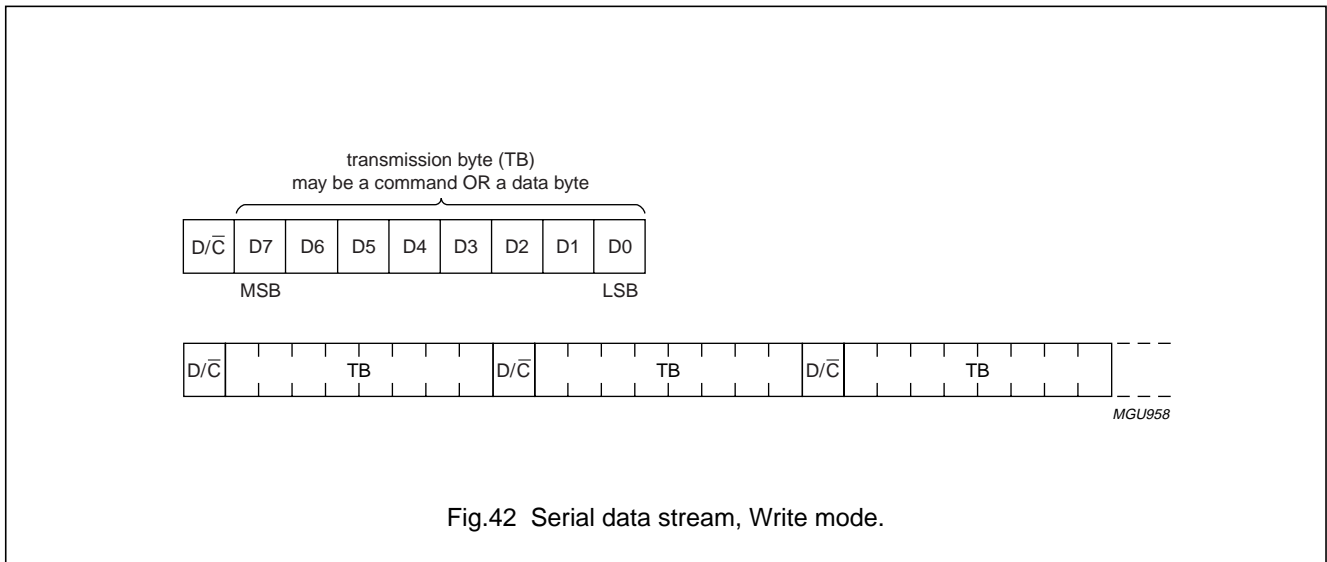 transmission byte (TB)
may be a command OR a data byte
D/C̅ D7 D6 D5 D4 D3 D2 D1 D0
MSB LSB
D/C̅ TB D/C̅ TB D/C̅ TB
MGU958
Fig.42 Serial data stream, Write mode.